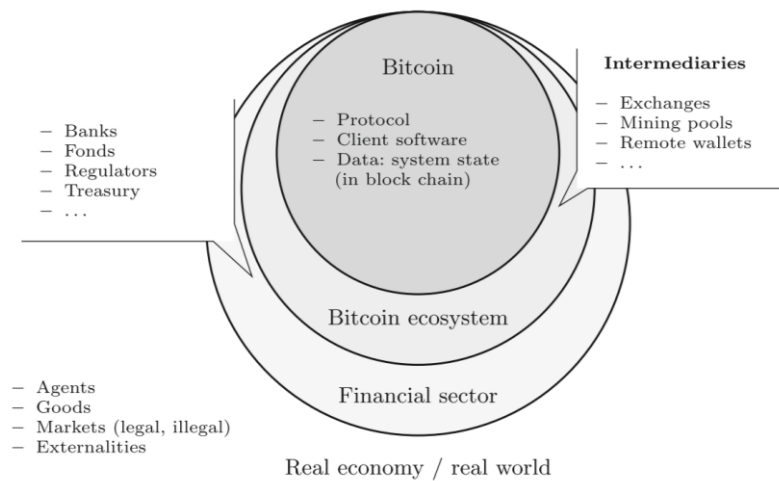 Bitcoin
– Protocol
– Client software
– Data: system state
(in block chain)
Intermediaries
– Exchanges
– Mining pools
– Remote wallets
– ...
– Banks
– Fonds
– Regulators
– Treasury
– ...
Bitcoin ecosystem
Financial sector
– Agents
– Goods
– Markets (legal, illegal)
– Externalities
Real economy / real world